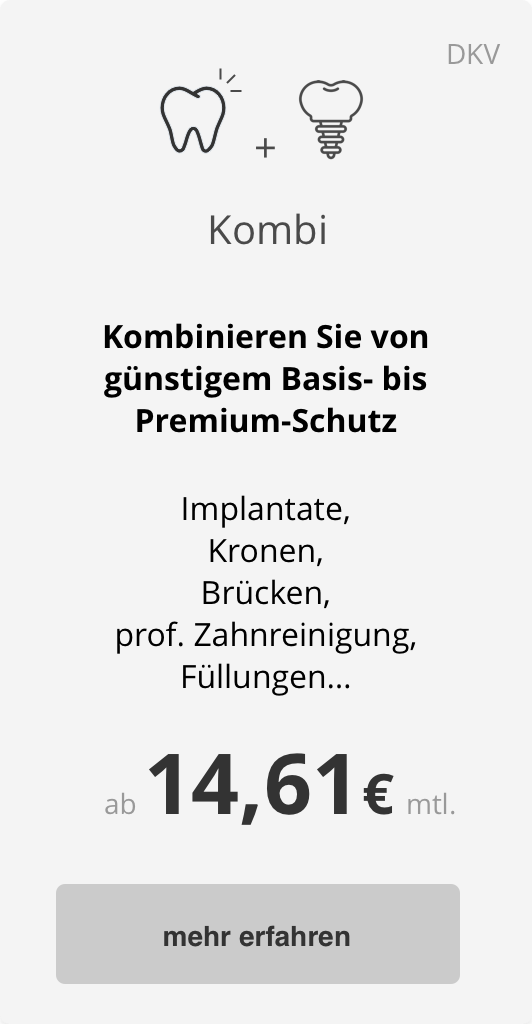 DKV
+
Kombi
Kombinieren Sie von
günstigem Basis- bis
Premium-Schutz
Implantate,
Kronen,
Brücken,
prof. Zahnreinigung,
Füllungen...
ab 14,61€ mtl.
mehr erfahren